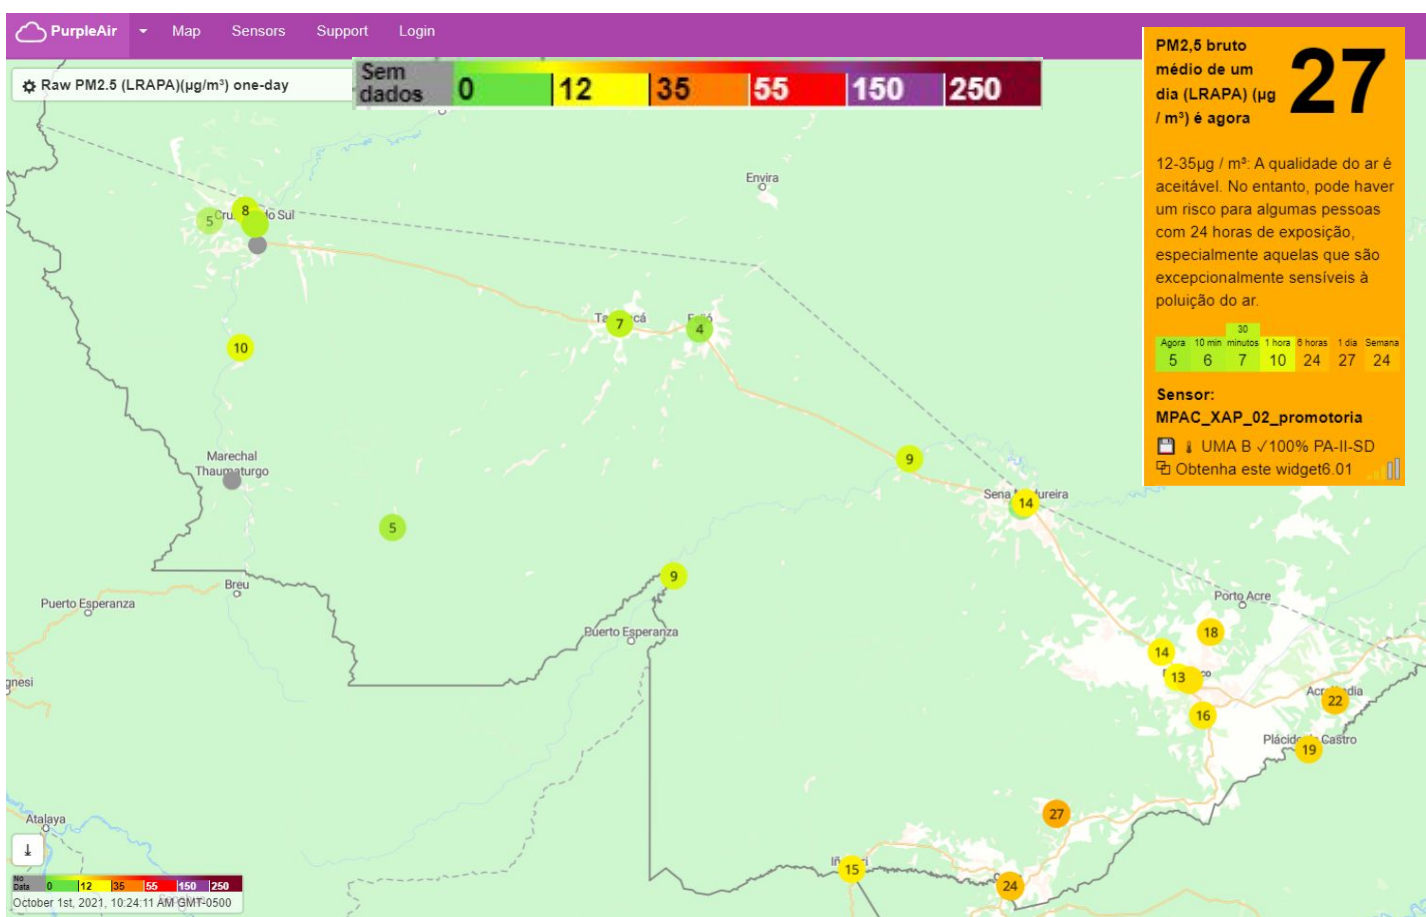 PurpleAir Map Sensors Support Login
Raw PM2.5 (LRAPA)(µg/m³) one-day
Sem
dados 0 12 35 55 150 250
PM2,5 bruto
médio de um
dia (LRAPA) (µg
/ m³) é agora
27
12-35µg / m³: A qualidade do ar é
aceitável. No entanto, pode haver
um risco para algumas pessoas
com 24 horas de exposição,
especialmente aquelas que são
excepcionalmente sensíveis à
poluição do ar.
30
Agora 10 min minutos 1 hora 6 horas 1 dia Semana
5 6 7 10 24 27 24
Sensor:
MPAC_XAP_02_promotoria
UMA B ✓100% PA-II-SD
Obtenha este widget6.01
Envira
8
5
do Sul
7
4
10
9
Marechal
Thaumaturgo
Sena
14
5
9
Breu
Puerto Esperanza
Puerto Esperanza
Porto Acre
18
14
13
22
16
19
Castro
27
Atalaya
15
24
No
Data 0 12 35 55 150 250
October 1st, 2021, 10:24:11 AM GMT-0500